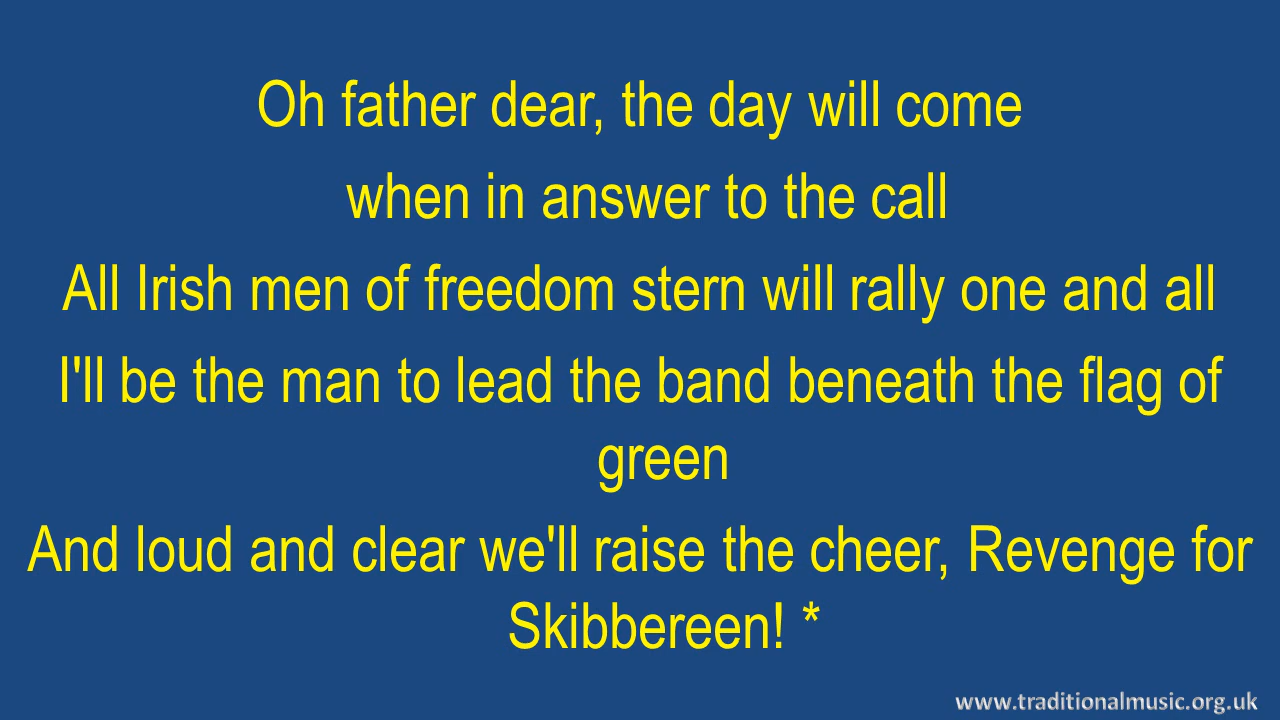 Oh father dear, the day will come
when in answer to the call
All Irish men of freedom stern will rally one and all
I'll be the man to lead the band beneath the flag of
green
And loud and clear we'll raise the cheer, Revenge for
Skibbereen! *
www.traditionalmusic.org.uk